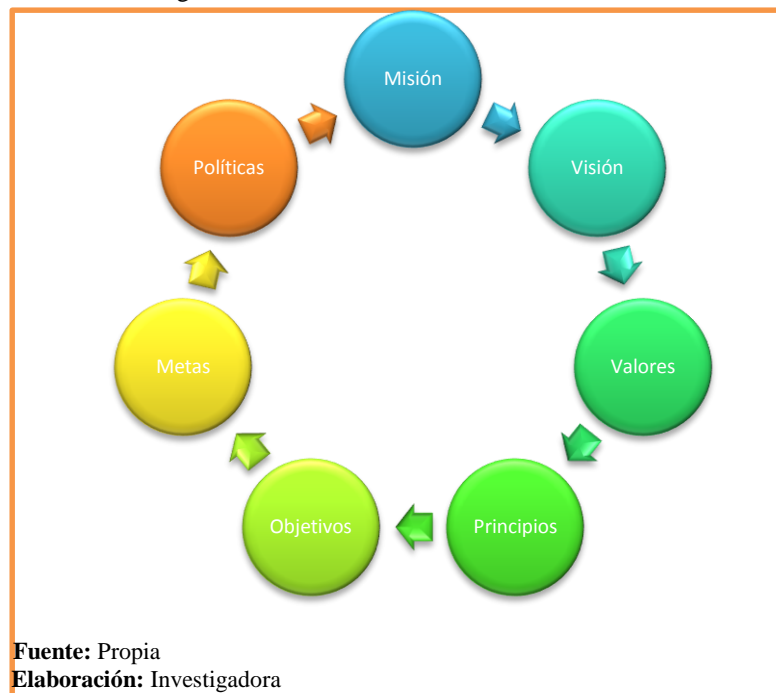 Misión
Visión
Valores
Principios
Objetivos
Metas
Políticas
Fuente: Propia
Elaboración: Investigadora